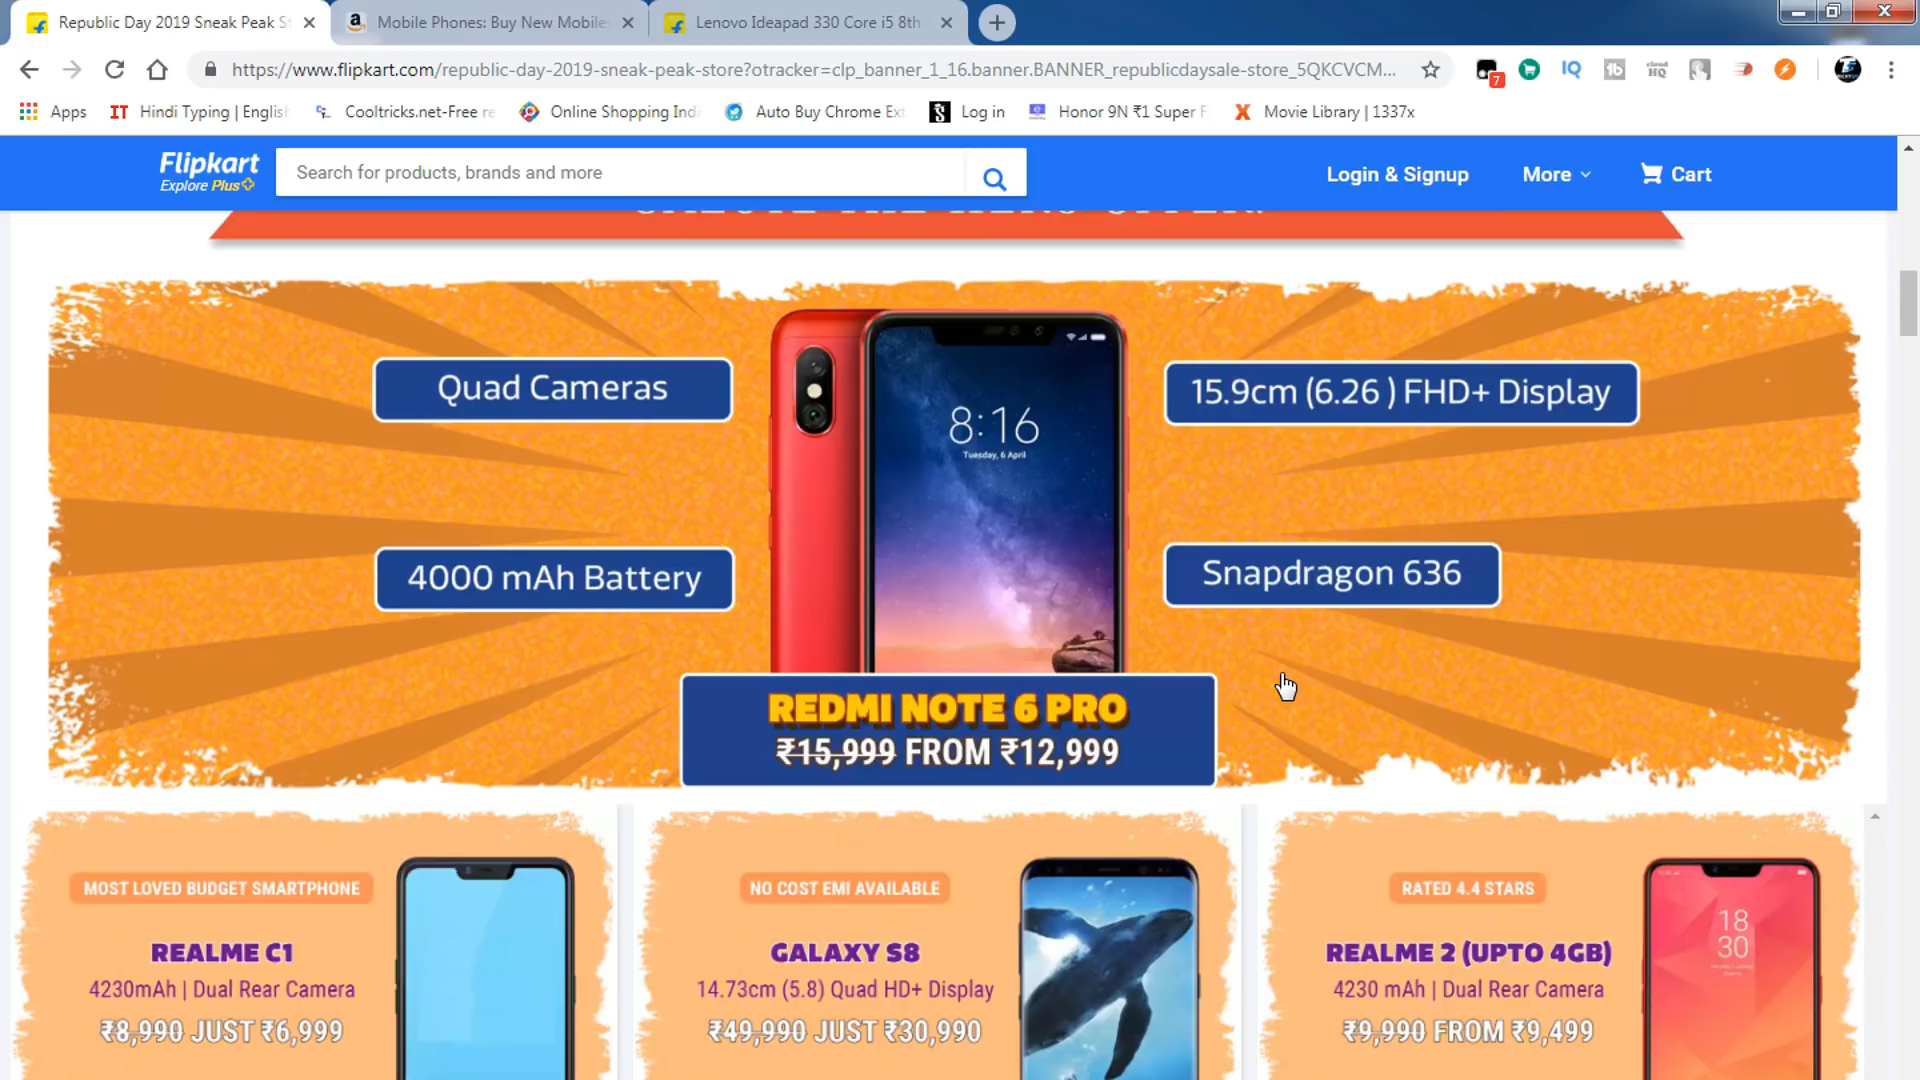 Republic Day 2019 Sneak Peak S
Mobile Phones: Buy New Mobile
Lenovo Ideapad 330 Core i5 8th
https://www.flipkart.com/republic-day-2019-sneak-peak-store?otracker=clp_banner_1_16.banner.BANNER_republicdaysale-store_5QKCVCM...
7
Apps
Hindi Typing | English
Cooltricks.net-Free re
Online Shopping Indi
Auto Buy Chrome Ext
Log in
Honor 9N ₹1 Super F
Movie Library | 1337x
Flipkart
Explore Plus
Search for products, brands and more
Login & Signup
More
Cart
Quad Cameras
15.9cm (6.26 ) FHD+ Display
8:16
Tuesday, 6 April
4000 mAh Battery
Snapdragon 636
REDMI NOTE 6 PRO
₹15,999 FROM ₹12,999
MOST LOVED BUDGET SMARTPHONE
REALME C1
4230mAh | Dual Rear Camera
₹8,990 JUST ₹6,999
NO COST EMI AVAILABLE
GALAXY S8
14.73cm (5.8) Quad HD+ Display
₹49,990 JUST ₹30,990
RATED 4.4 STARS
REALME 2 (UPTO 4GB)
4230 mAh | Dual Rear Camera
₹9,990 FROM ₹9,499
18
30